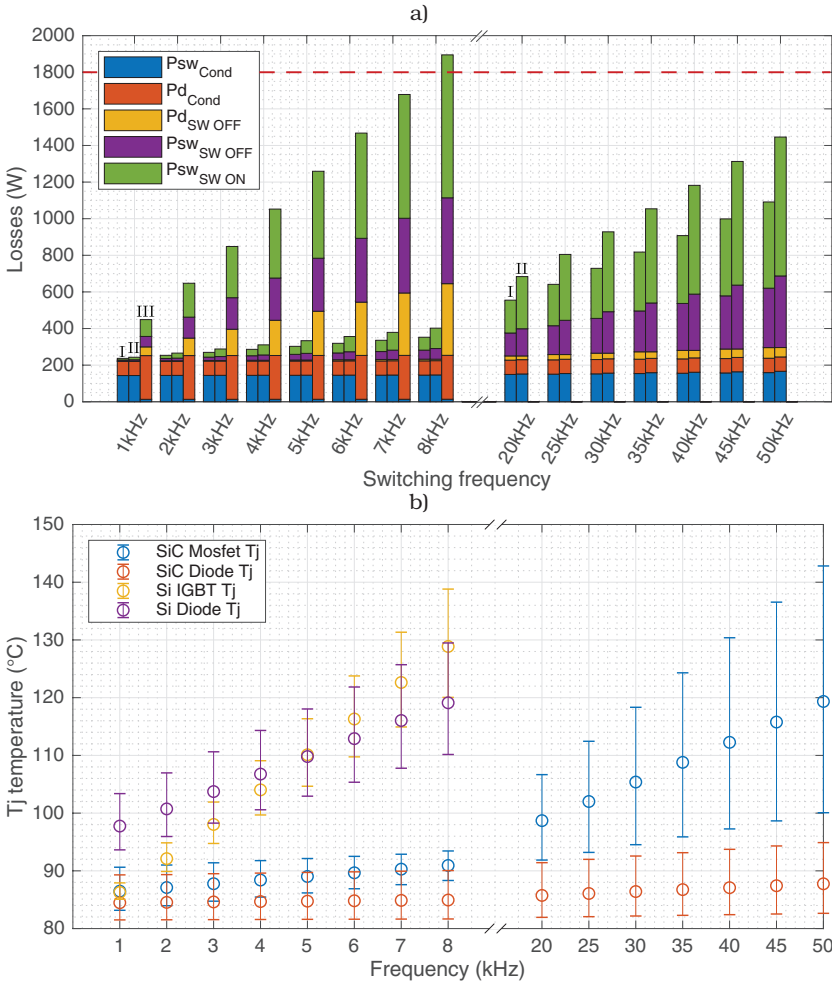 a)
2000
1800
1600
1400
1200
1000
800
600
400
200
0
Losses (W)
Psw_Cond
Pd_Cond
Pd_SW OFF
Psw_SW OFF
Psw_SW ON
I II III
I II
1kHz 2kHz 3kHz 4kHz 5kHz 6kHz 7kHz 8kHz 20kHz 25kHz 30kHz 35kHz 40kHz 45kHz 50kHz
Switching frequency
b)
150
140
130
120
110
100
90
80
Tj temperature (°C)
SiC Mosfet Tj
SiC Diode Tj
Si IGBT Tj
Si Diode Tj
1 2 3 4 5 6 7 8 20 25 30 35 40 45 50
Frequency (kHz)